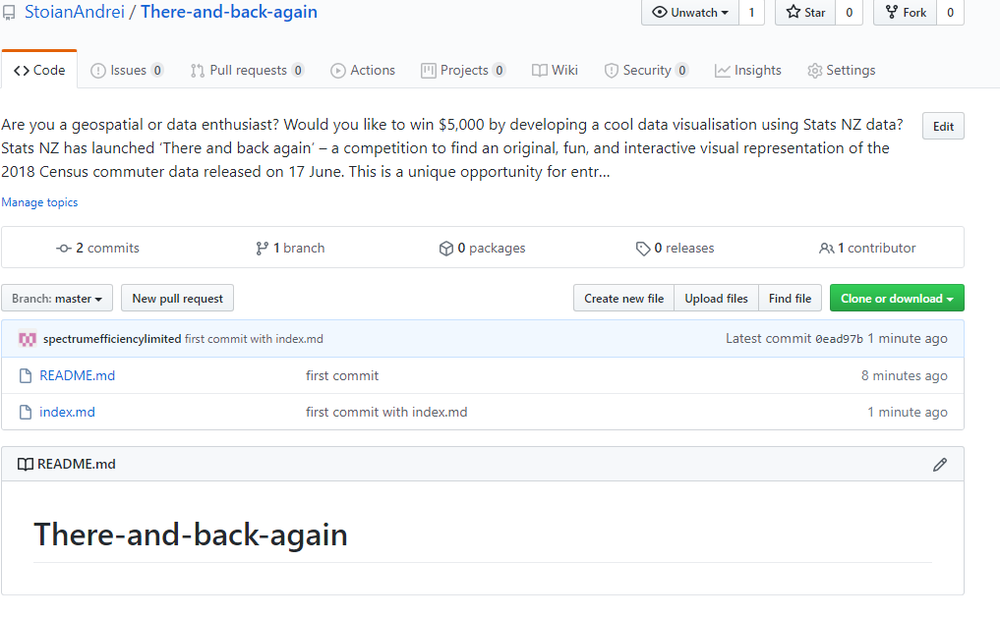 StoianAndrei / There-and-back-again
Unwatch 1 Star 0 Fork 0
Code Issues 0 Pull requests 0 Actions Projects 0 Wiki Security 0 Insights Settings
Are you a geospatial or data enthusiast? Would you like to win $5,000 by developing a cool data visualisation using Stats NZ data?
Stats NZ has launched ‘There and back again’ – a competition to find an original, fun, and interactive visual representation of the
2018 Census commuter data released on 17 June. This is a unique opportunity for entr...
Edit
Manage topics
2 commits 1 branch 0 packages 0 releases 1 contributor
Branch: master New pull request Create new file Upload files Find file Clone or download
spectrumefficiencylimited first commit with index.md Latest commit 0ead97b 1 minute ago
README.md first commit 8 minutes ago
index.md first commit with index.md 1 minute ago
README.md
There-and-back-again